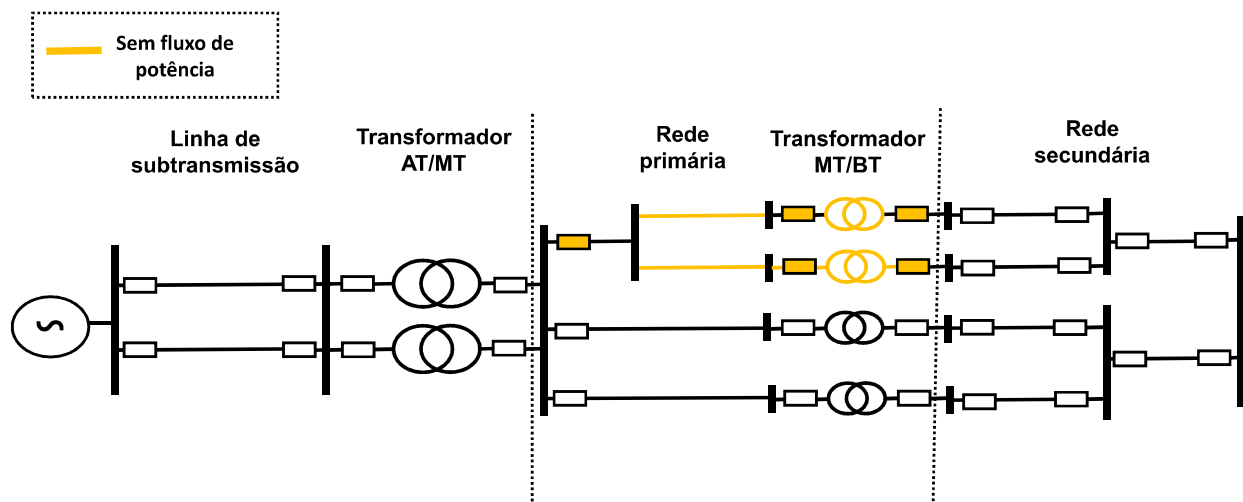 Sem fluxo de
potência
Linha de
subtransmissão
Transformador
AT/MT
Rede
primária
Transformador
MT/BT
Rede
secundária